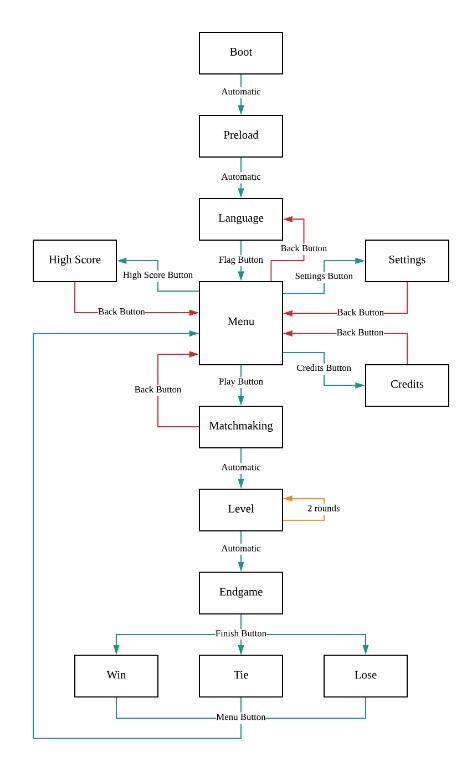 Boot
Automatic
Preload
Automatic
Language
Back Button
High Score
Flag Button
Settings
High Score Button
Settings Button
Back Button
Menu
Back Button
Back Button
Credits Button
Play Button
Credits
Back Button
Matchmaking
Automatic
Level
2 rounds
Automatic
Endgame
Finish Button
Win
Tie
Lose
Menu Button